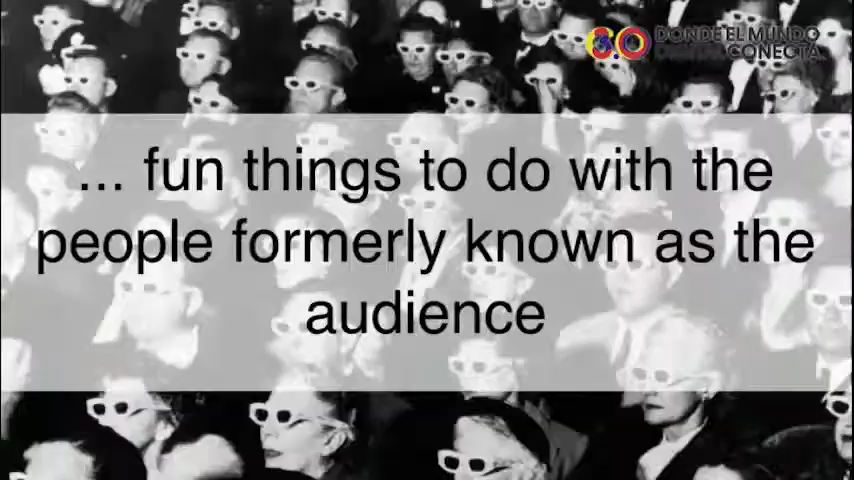 DONDE EL MUNDO
CONECTA.
... fun things to do with the
people formerly known as the
audience